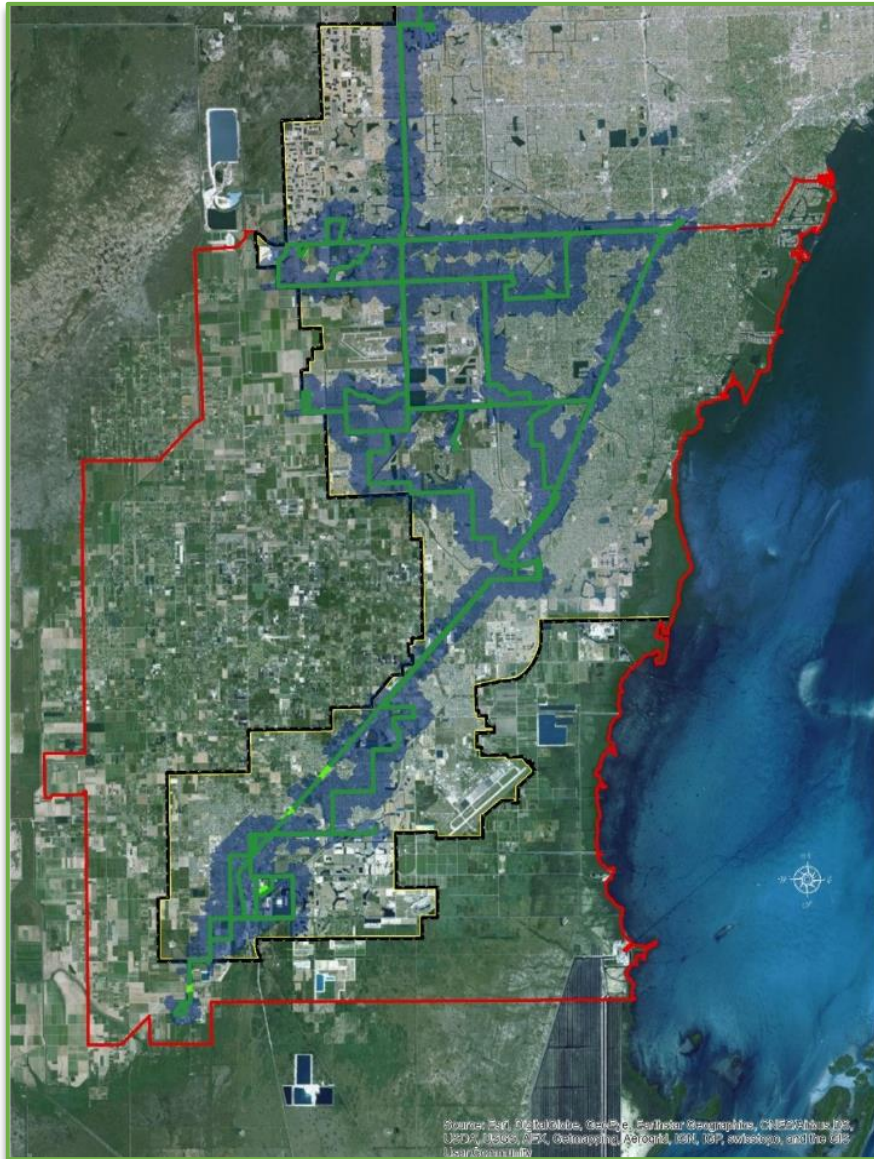 Source: Esri, DigitalGlobe, GeoEye, Earthstar Geographics, CNES/Airbus DS,
USDA, USGS, AEX, Getmapping, Aerogrid, IGN, IGP, swisstopo, and the GIS
User Community